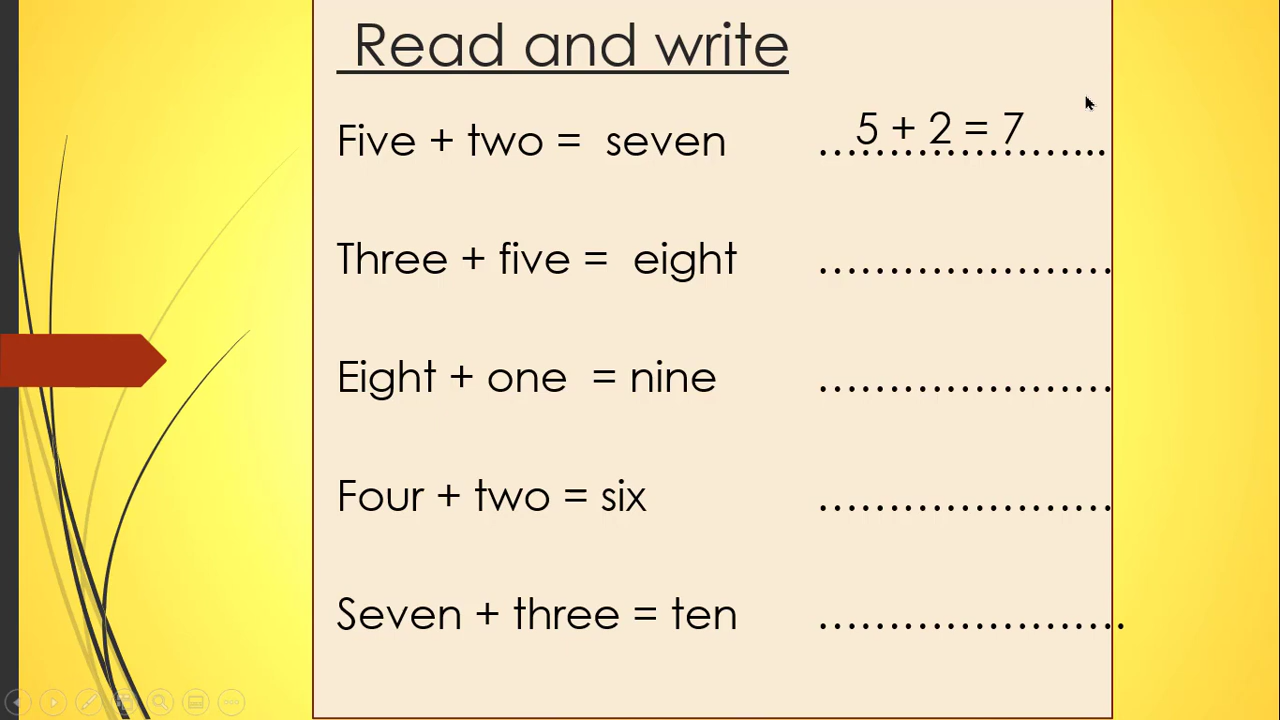 Read and write
Five + two = seven 5 + 2 = 7 .......................
Three + five = eight .....................
Eight + one = nine .....................
Four + two = six .....................
Seven + three = ten ......................